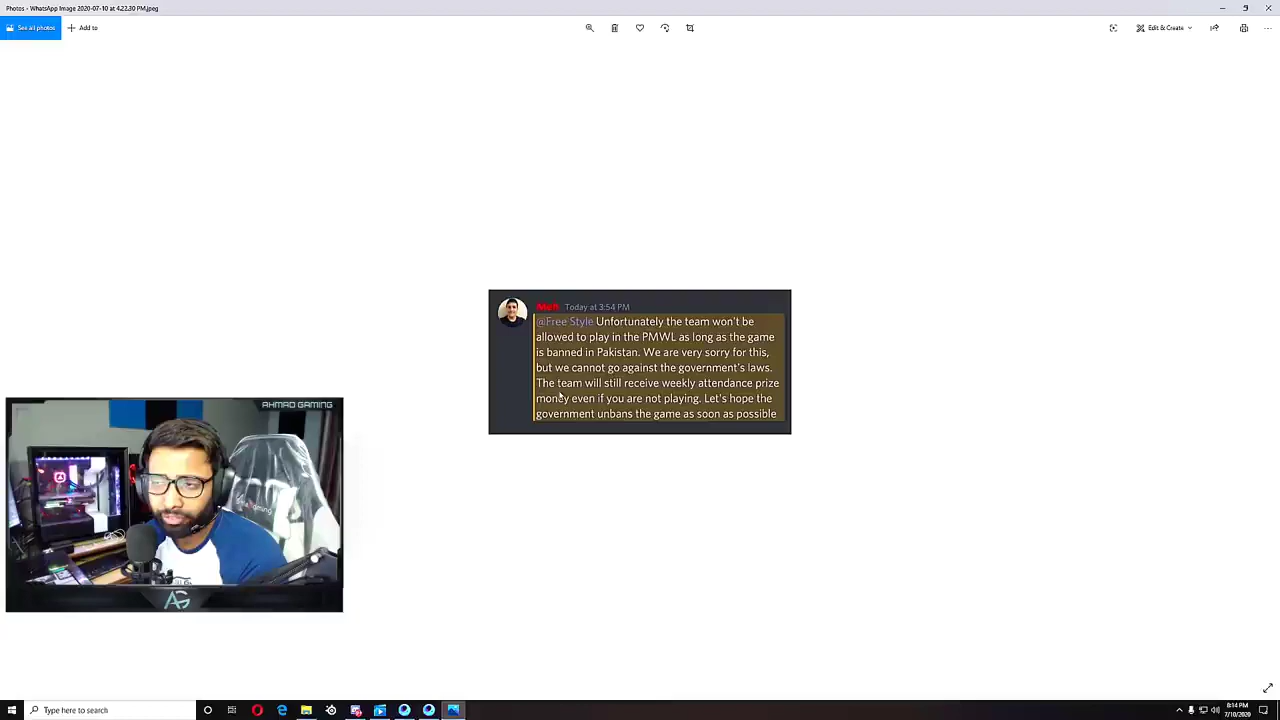 Photos - WhatsApp Image 2020-07-10 at 4.22.30 PM.jpeg
See all photos
Add to
Edit & Create
Today at 3:54 PM
@Free Style Unfortunately the team won't be
allowed to play in the PMWL as long as the game
is banned in Pakistan. We are very sorry for this,
but we cannot go against the government's laws.
The team will still receive weekly attendance prize
money even if you are not playing. Let's hope the
government unbans the game as soon as possible
AHMAD GAMING
AG
Type here to search
8:14 PM
7/10/2020